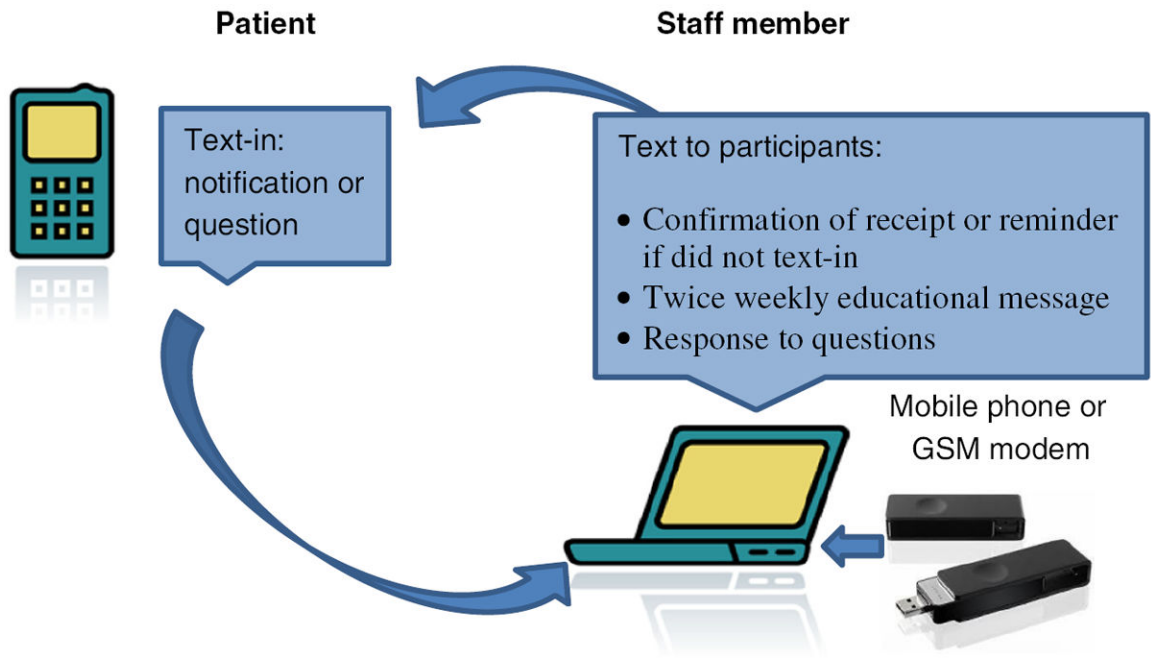 Patient
Staff member
Text-in:
notification or
question
Text to participants:
• Confirmation of receipt or reminder
if did not text-in
• Twice weekly educational message
• Response to questions
Mobile phone or
GSM modem